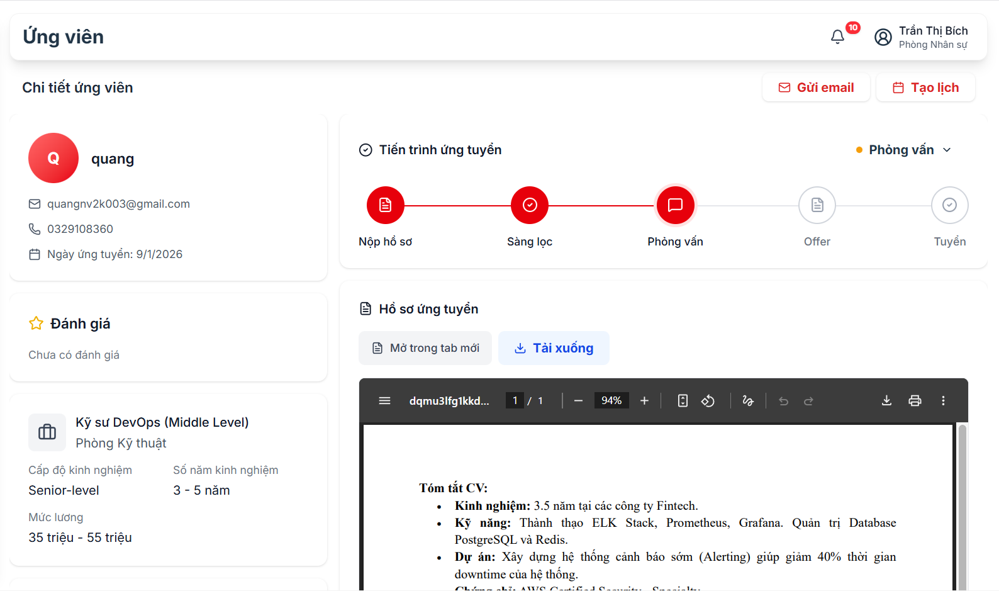 Ứng viên
10
Trần Thị Bích
Phòng Nhân sự
Chi tiết ứng viên
Gửi email
Tạo lịch
Q
quang
quangnv2k003@gmail.com
0329108360
Ngày ứng tuyển: 9/1/2026
Đánh giá
Chưa có đánh giá
Kỹ sư DevOps (Middle Level)
Phòng Kỹ thuật
Cấp độ kinh nghiệm
Số năm kinh nghiệm
Senior-level
3 - 5 năm
Mức lương
35 triệu - 55 triệu
Tiến trình ứng tuyển
Phỏng vấn
Nộp hồ sơ
Sàng lọc
Phỏng vấn
Offer
Tuyển
Hồ sơ ứng tuyển
Mở trong tab mới
Tải xuống
dqmu3lfg1kkd...
1 / 1
94%
Tóm tắt CV:
• Kinh nghiệm: 3.5 năm tại các công ty Fintech.
• Kỹ năng: Thành thạo ELK Stack, Prometheus, Grafana. Quản trị Database
PostgreSQL và Redis.
• Dự án: Xây dựng hệ thống cảnh báo sớm (Alerting) giúp giảm 40% thời gian
downtime của hệ thống.
Chứng chỉ: AWS Certified Security - Specialty